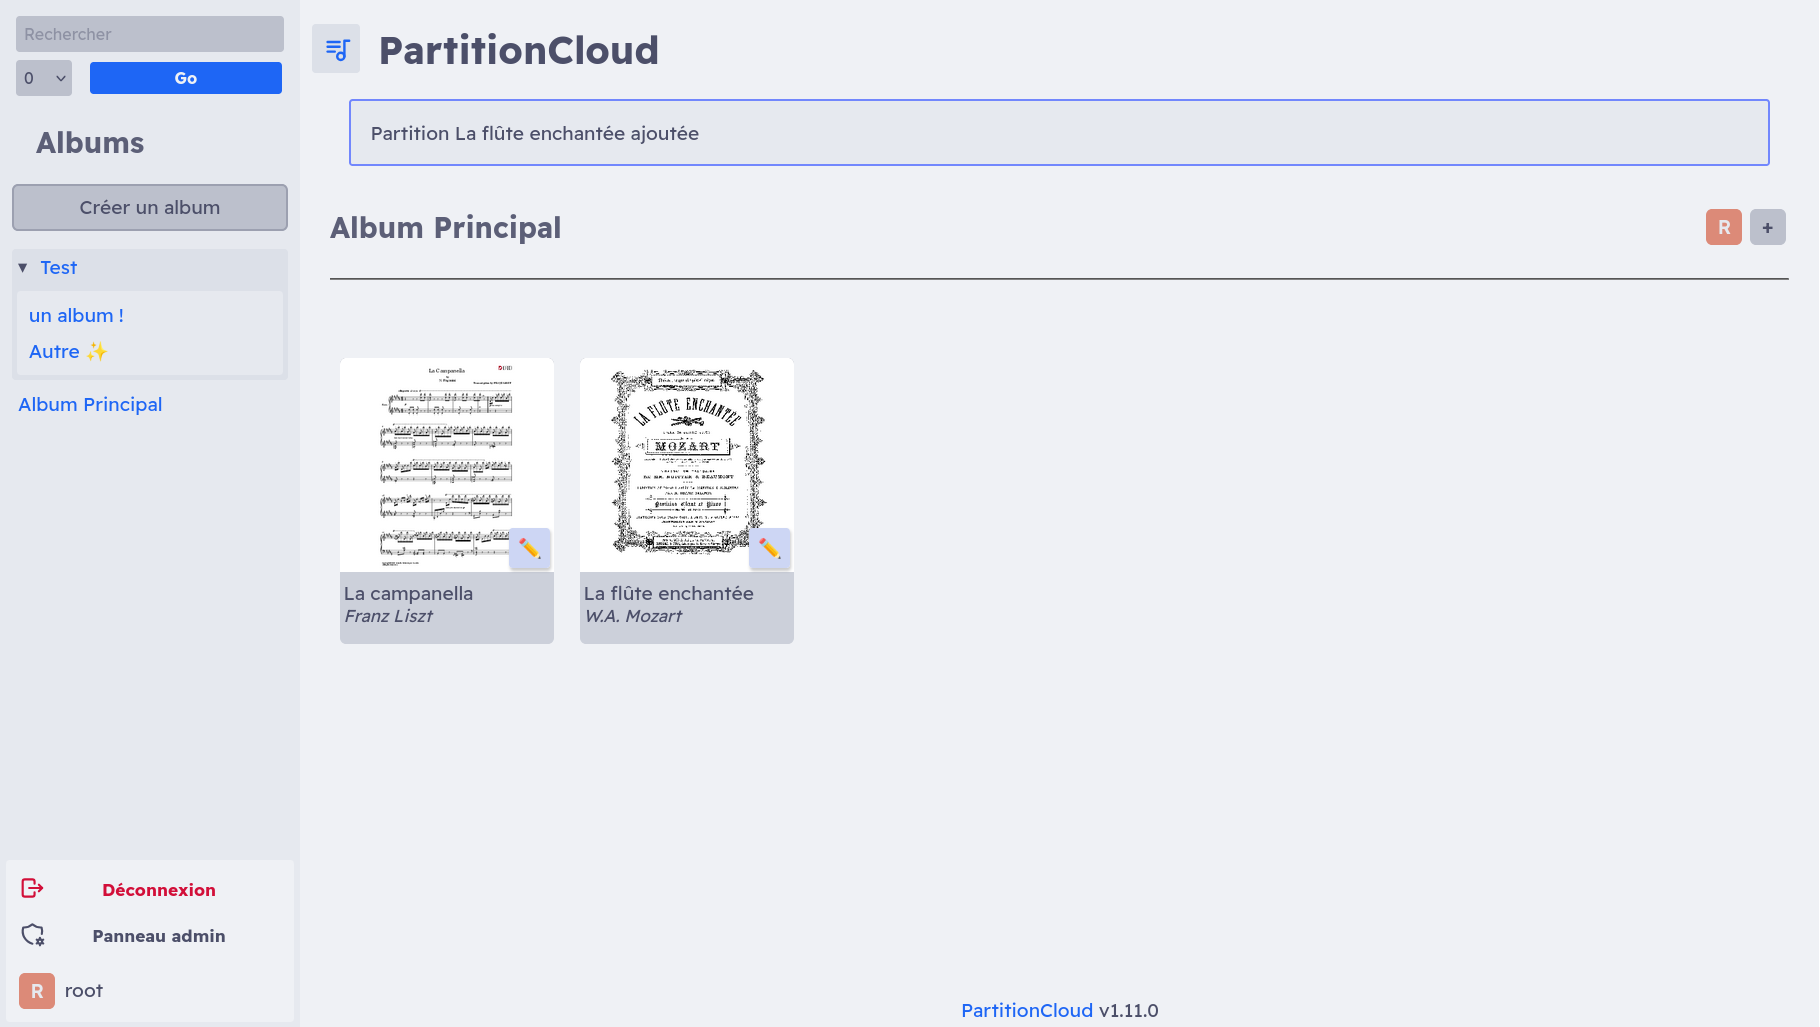 Rechercher
0
Go
Albums
Créer un album
▼ Test
un album !
Autre ✨
Album Principal
Déconnexion
Panneau admin
R root
PartitionCloud
Partition La flûte enchantée ajoutée
Album Principal
R +
La Campanella
LA FLUTE ENCHANTÉE
MOZART
La campanella
Franz Liszt
La flûte enchantée
W.A. Mozart
PartitionCloud v1.11.0